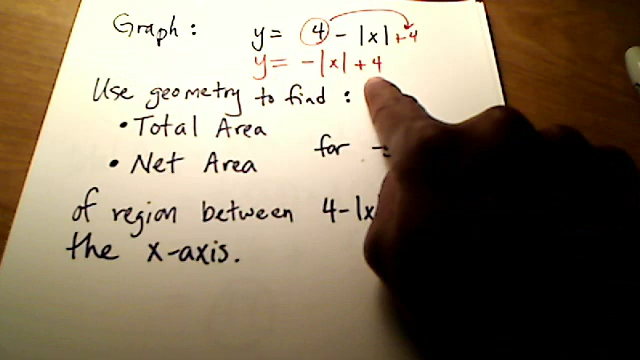 Graph: y = 4 - |x| +4
y = -|x| + 4
Use geometry to find:
• Total Area
• Net Area for -
of region between 4-|x
the x-axis.